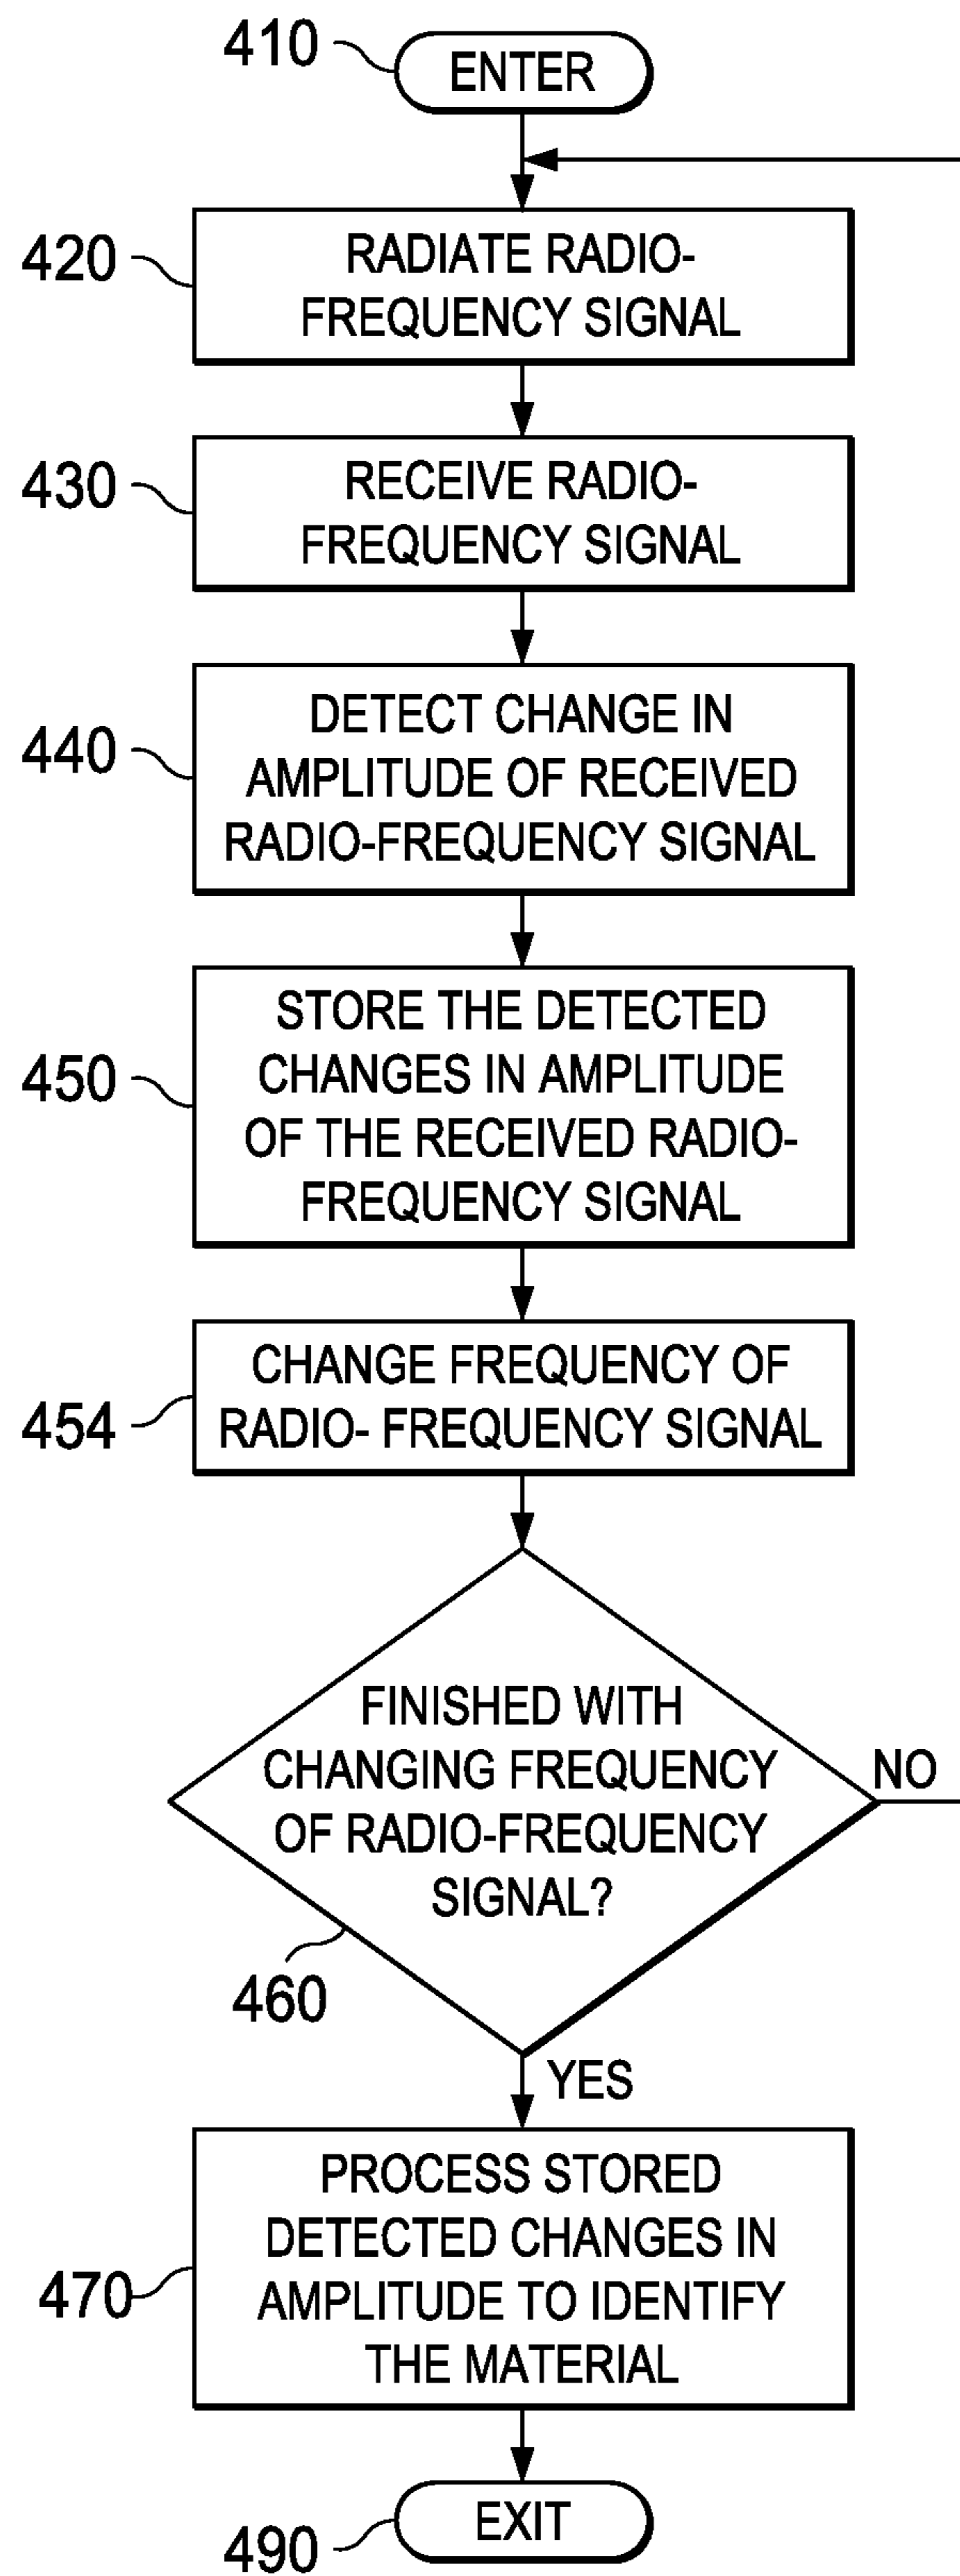 410
ENTER
420
RADIATE RADIO-
FREQUENCY SIGNAL
430
RECEIVE RADIO-
FREQUENCY SIGNAL
440
DETECT CHANGE IN
AMPLITUDE OF RECEIVED
RADIO-FREQUENCY SIGNAL
450
STORE THE DETECTED
CHANGES IN AMPLITUDE
OF THE RECEIVED RADIO-
FREQUENCY SIGNAL
454
CHANGE FREQUENCY OF
RADIO- FREQUENCY SIGNAL
FINISHED WITH
CHANGING FREQUENCY
OF RADIO-FREQUENCY
SIGNAL?
NO
460
YES
470
PROCESS STORED
DETECTED CHANGES IN
AMPLITUDE TO IDENTIFY
THE MATERIAL
490
EXIT